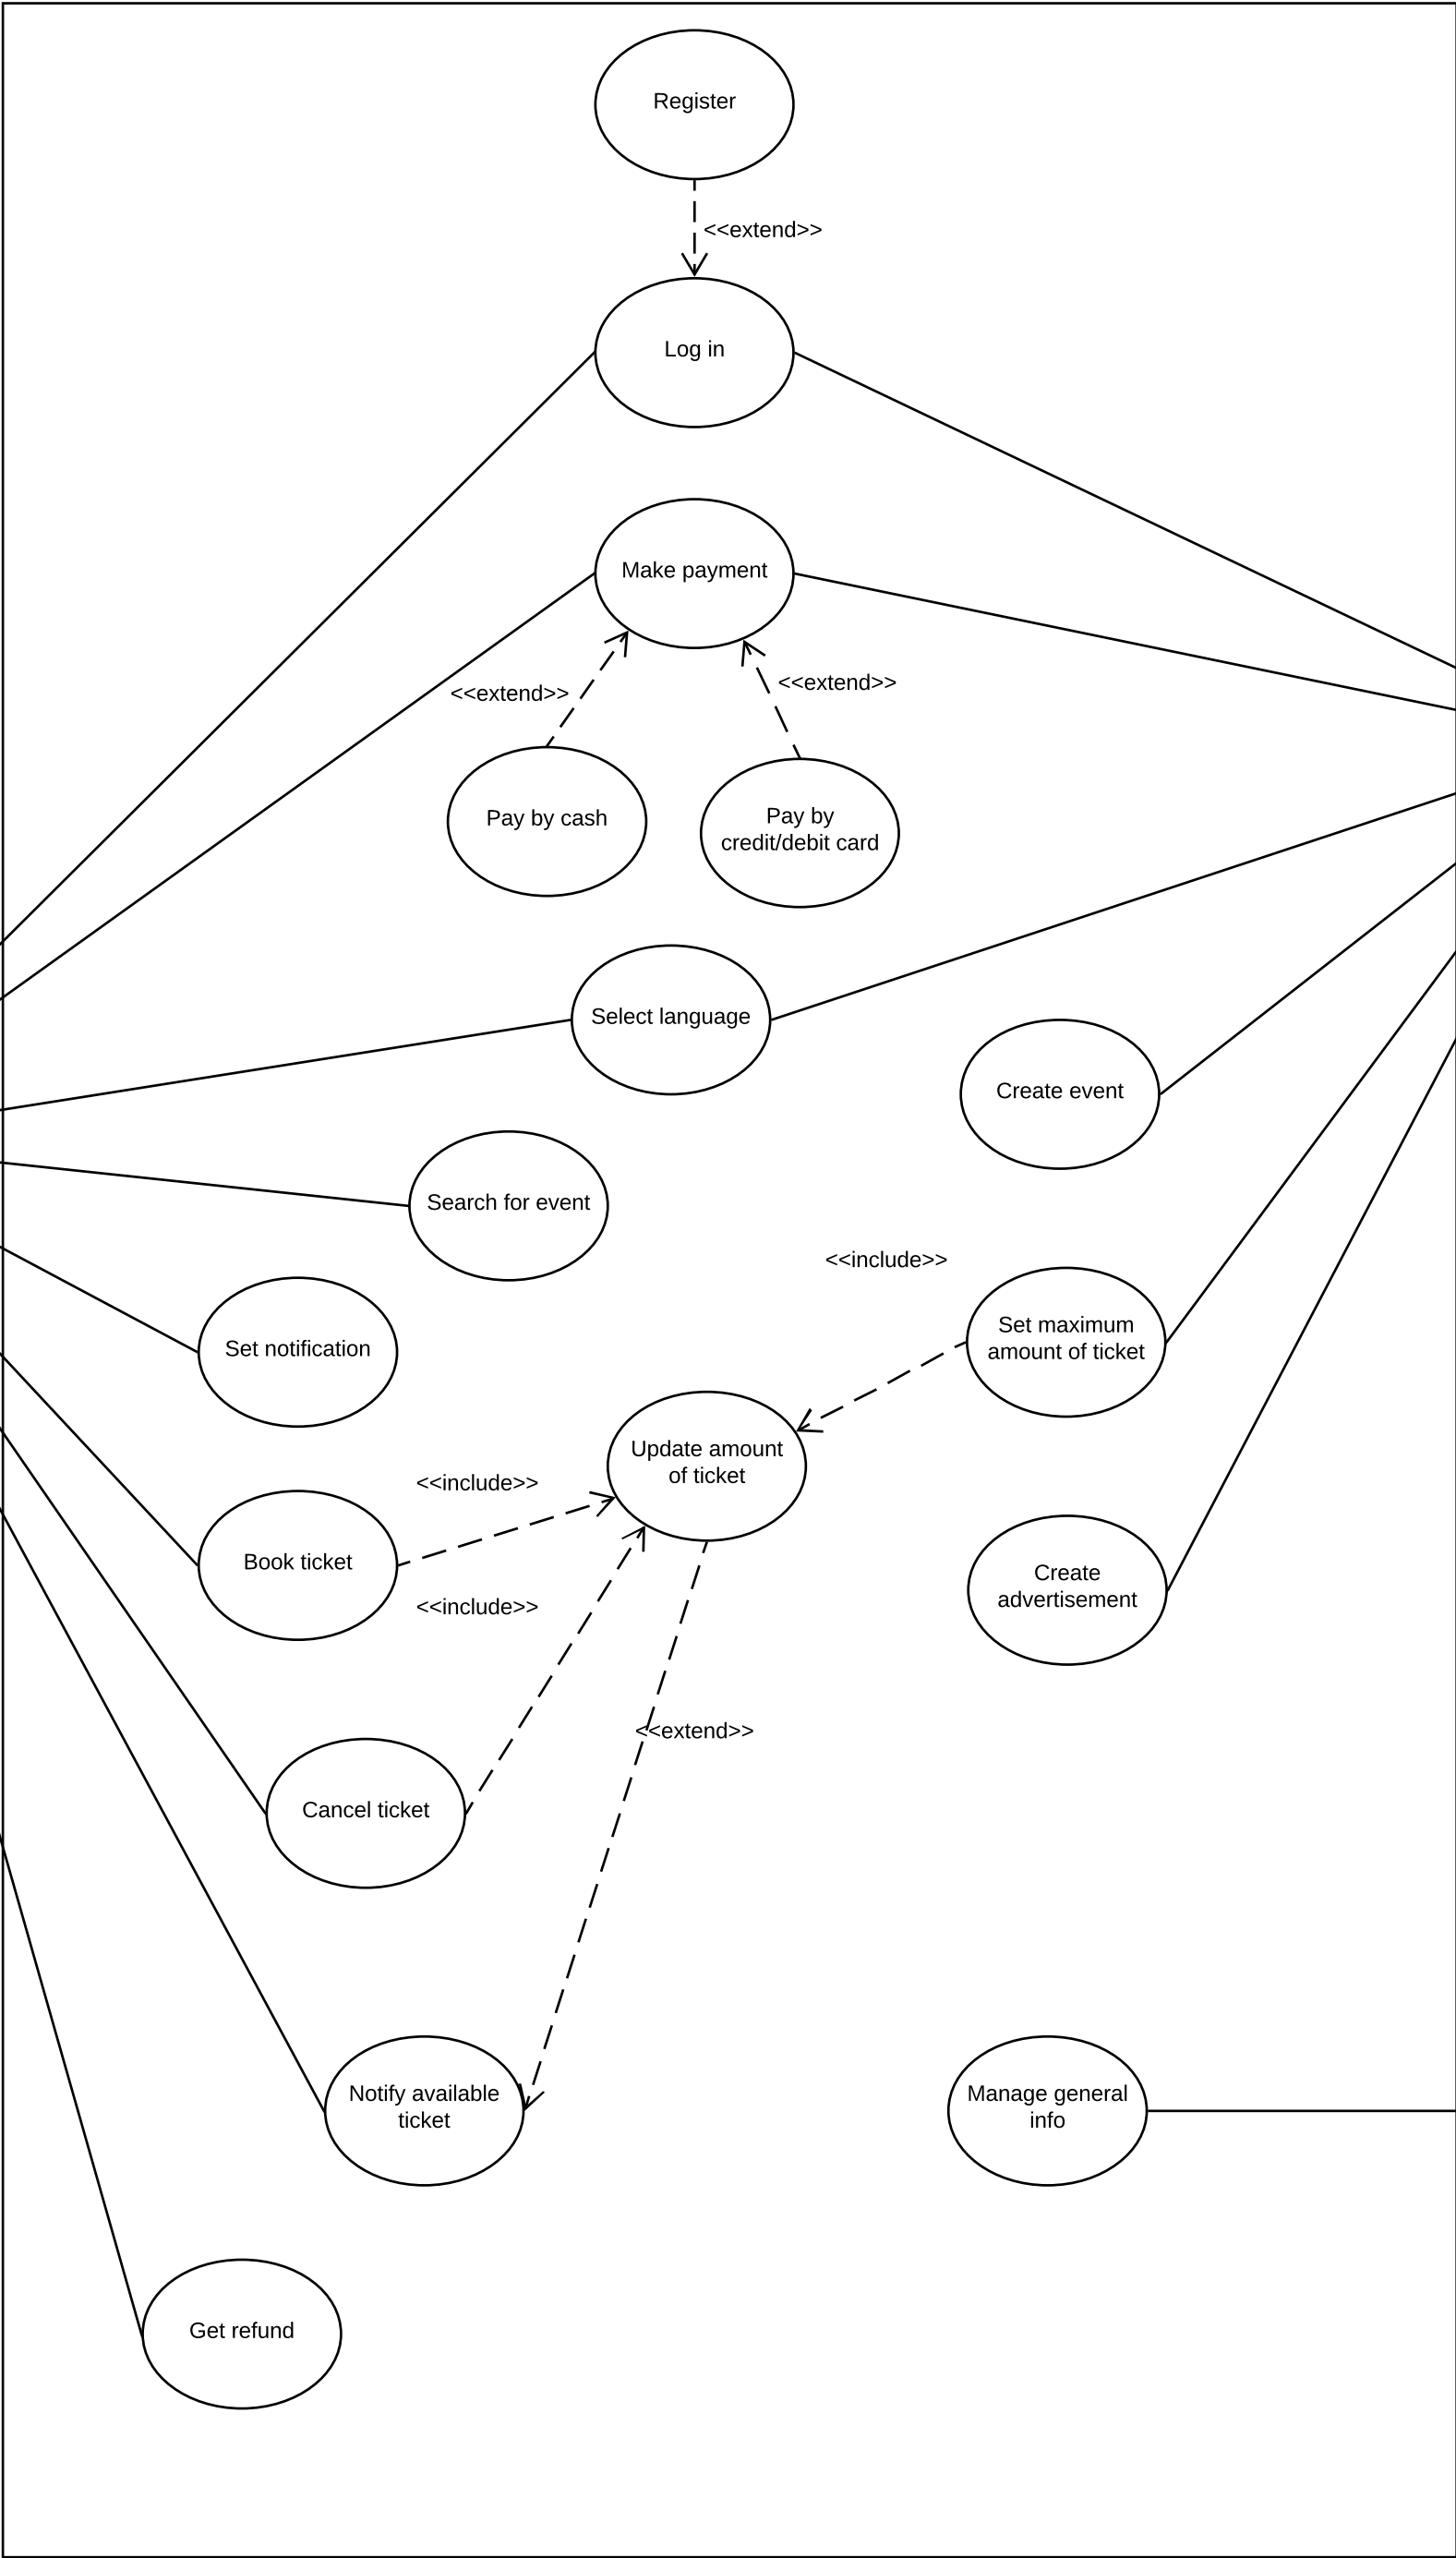 Register
<<extend>>
Log in
Make payment
<<extend>>
<<extend>>
Pay by cash
Pay by
credit/debit card
Select language
Create event
Search for event
<<include>>
Set notification
Set maximum
amount of ticket
Update amount
of ticket
<<include>>
Book ticket
<<include>>
Create
advertisement
<<extend>>
Cancel ticket
Notify available
ticket
Manage general
info
Get refund